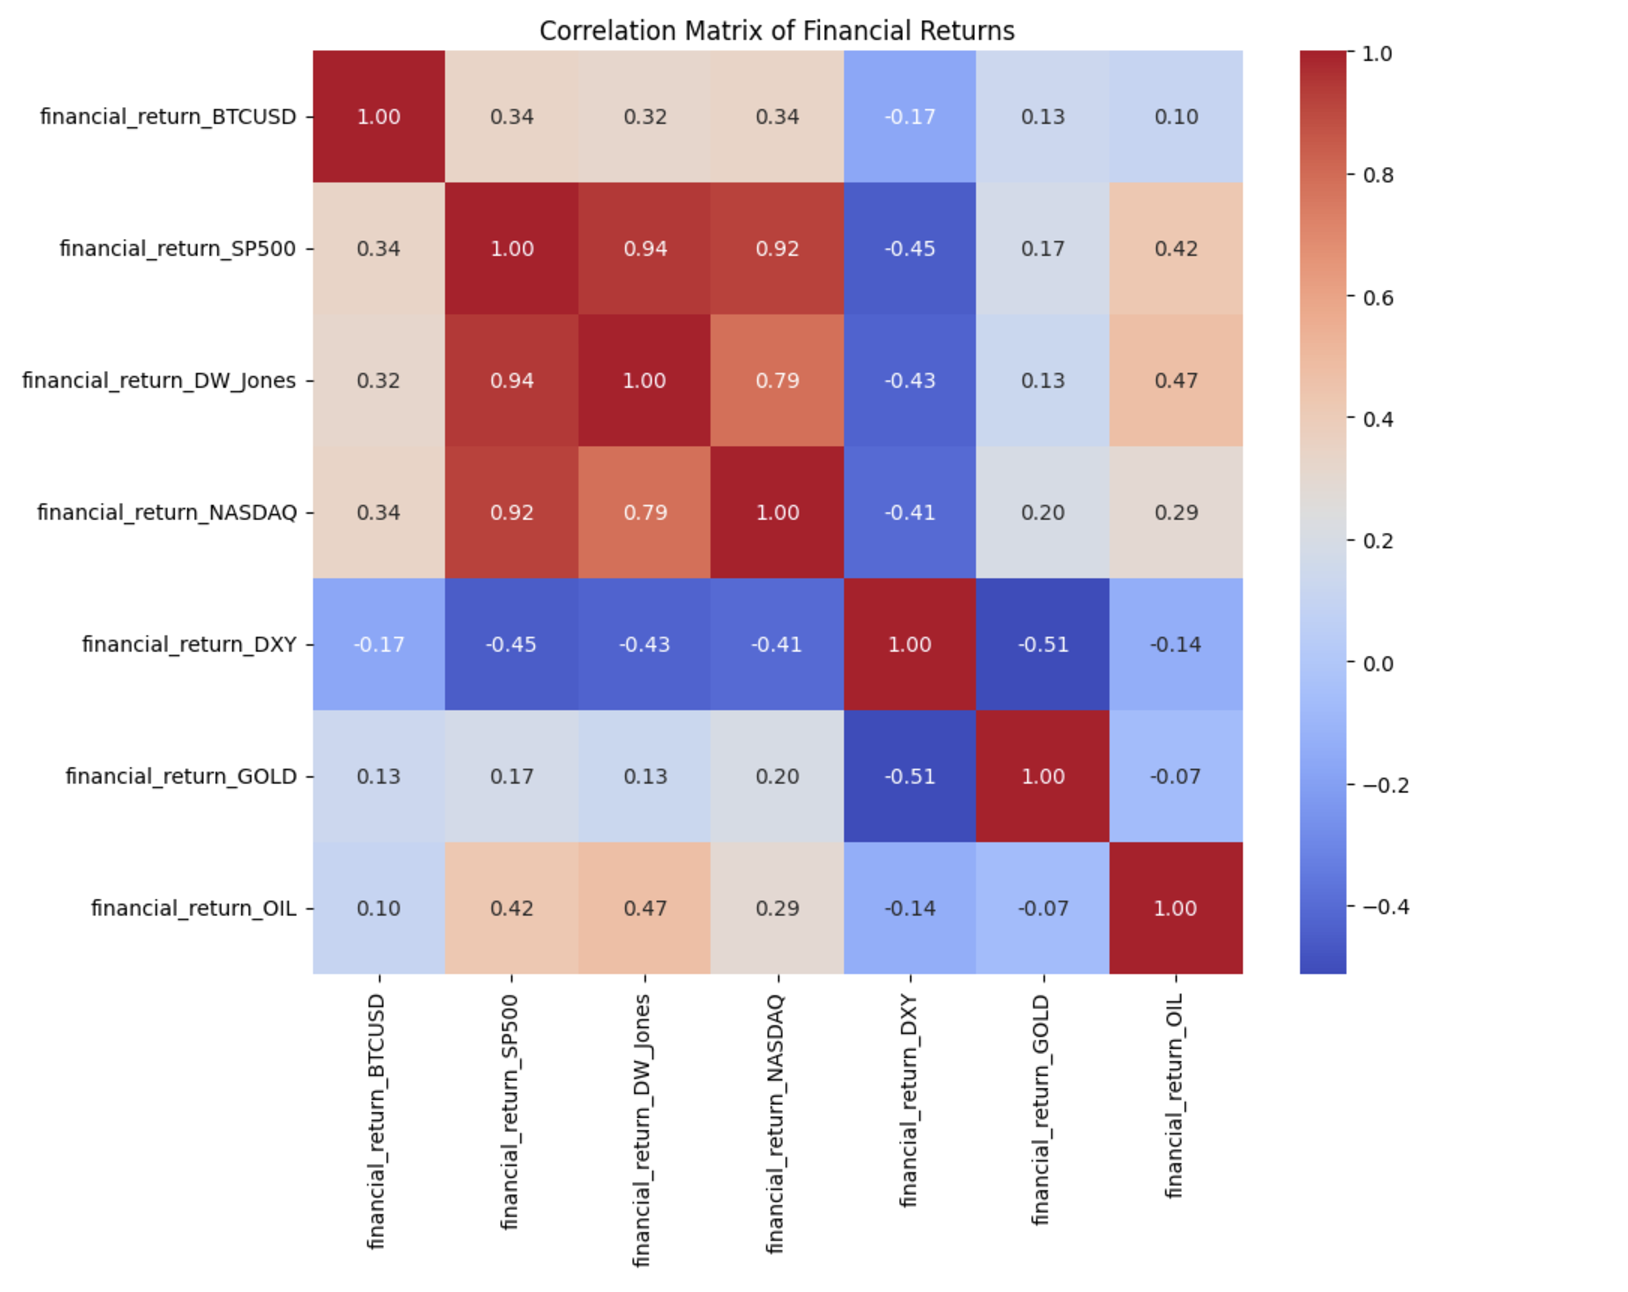 Correlation Matrix of Financial Returns
financial_return_BTCUSD 1.00 0.34 0.32 0.34 -0.17 0.13 0.10
financial_return_SP500 0.34 1.00 0.94 0.92 -0.45 0.17 0.42
financial_return_DW_Jones 0.32 0.94 1.00 0.79 -0.43 0.13 0.47
financial_return_NASDAQ 0.34 0.92 0.79 1.00 -0.41 0.20 0.29
financial_return_DXY -0.17 -0.45 -0.43 -0.41 1.00 -0.51 -0.14
financial_return_GOLD 0.13 0.17 0.13 0.20 -0.51 1.00 -0.07
financial_return_OIL 0.10 0.42 0.47 0.29 -0.14 -0.07 1.00
financial_return_BTCUSD
financial_return_SP500
financial_return_DW_Jones
financial_return_NASDAQ
financial_return_DXY
financial_return_GOLD
financial_return_OIL
1.0
0.8
0.6
0.4
0.2
0.0
−0.2
−0.4